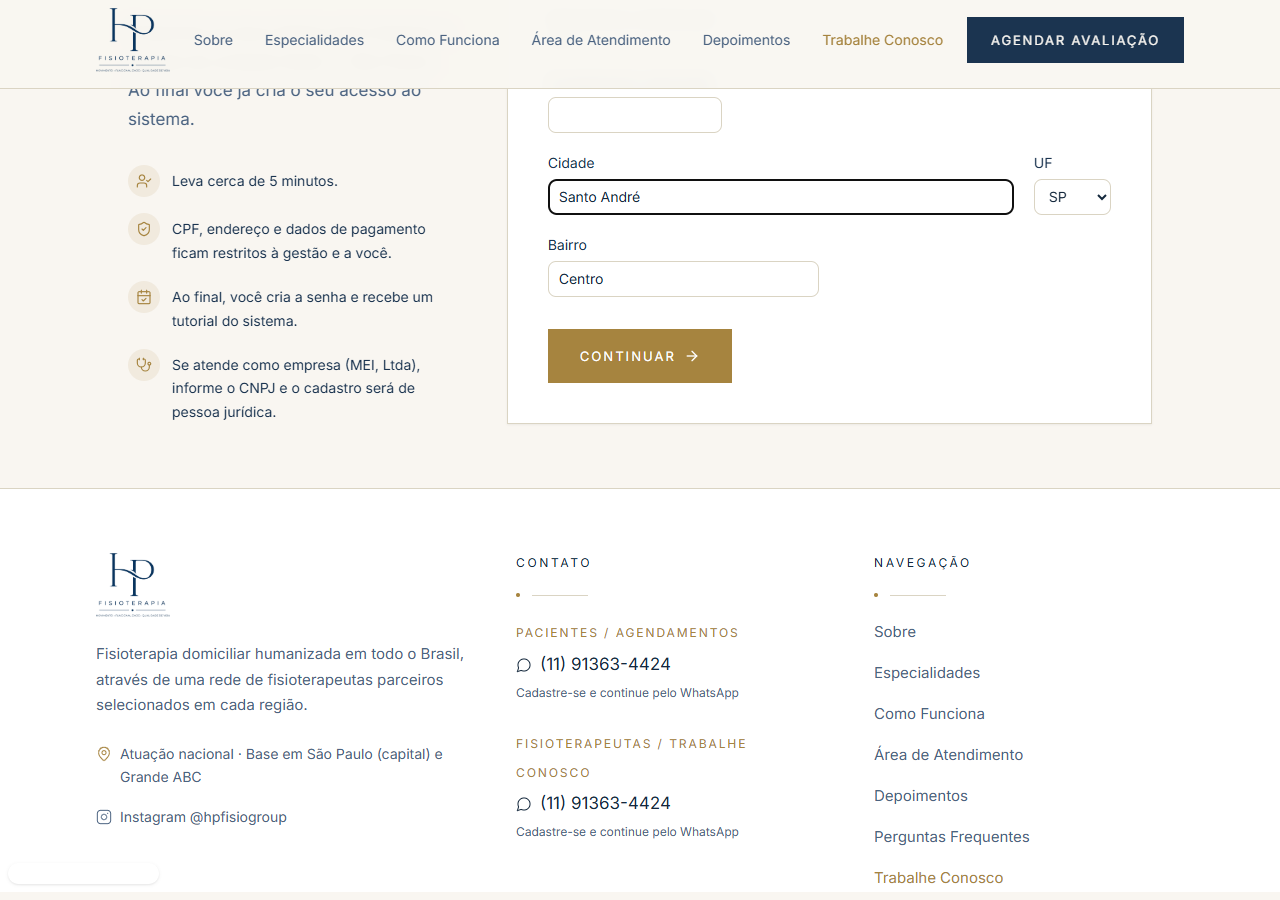 HP
FISIOTERAPIA
Sobre
Especialidades
Como Funciona
Área de Atendimento
Depoimentos
Trabalhe Conosco
AGENDAR AVALIAÇÃO
Ao final você já cria o seu acesso ao
sistema.
Leva cerca de 5 minutos.
CPF, endereço e dados de pagamento
ficam restritos à gestão e a você.
Ao final, você cria a senha e recebe um
tutorial do sistema.
Se atende como empresa (MEI, Ltda),
informe o CNPJ e o cadastro será de
pessoa jurídica.
Cidade
UF
Santo André
SP
Bairro
Centro
CONTINUAR
HP
FISIOTERAPIA
Fisioterapia domiciliar humanizada em todo o Brasil,
através de uma rede de fisioterapeutas parceiros
selecionados em cada região.
Atuação nacional · Base em São Paulo (capital) e
Grande ABC
Instagram @hpfisiogroup
CONTATO
PACIENTES / AGENDAMENTOS
(11) 91363-4424
Cadastre-se e continue pelo WhatsApp
FISIOTERAPEUTAS / TRABALHE
CONOSCO
(11) 91363-4424
Cadastre-se e continue pelo WhatsApp
NAVEGAÇÃO
Sobre
Especialidades
Como Funciona
Área de Atendimento
Depoimentos
Perguntas Frequentes
Trabalhe Conosco